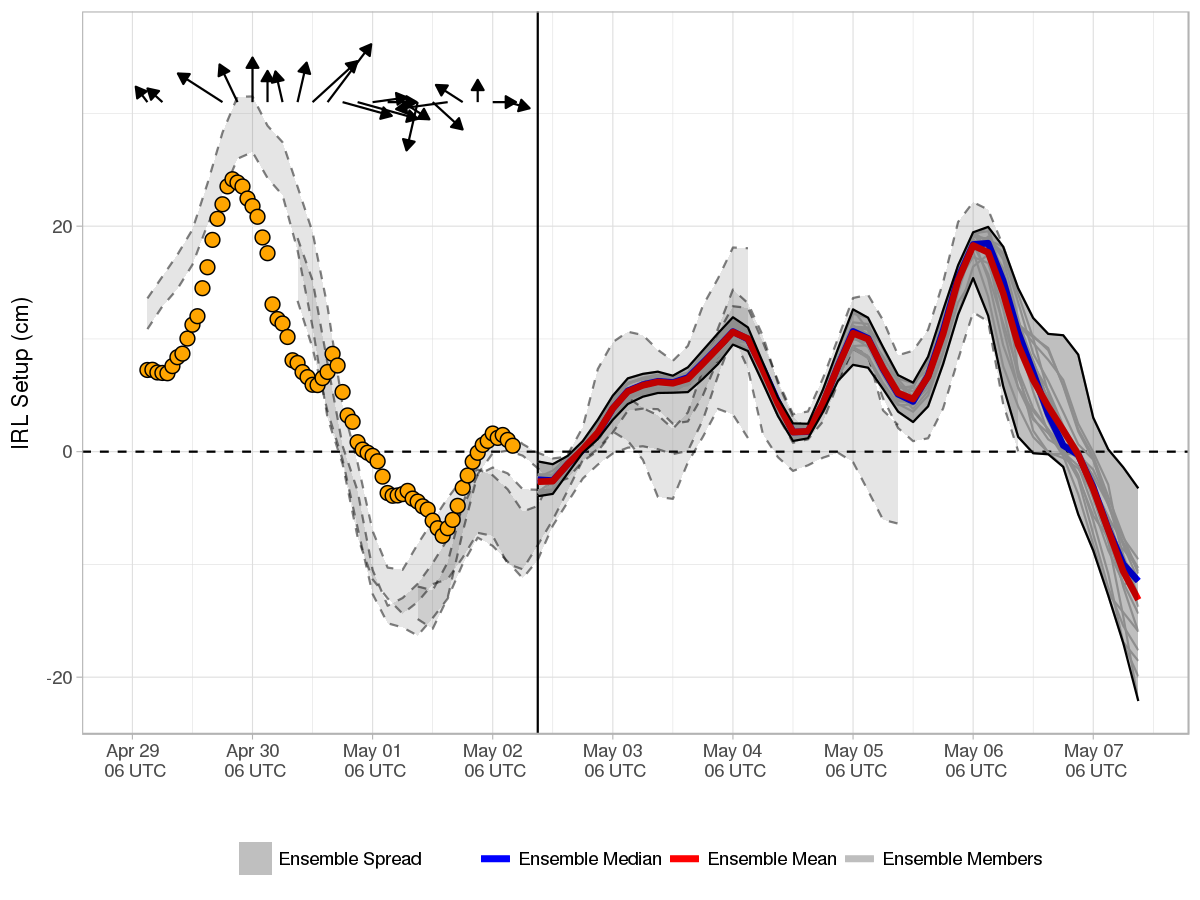 IRL Setup (cm)
20
0
-20
Apr 29
06 UTC
Apr 30
06 UTC
May 01
06 UTC
May 02
06 UTC
May 03
06 UTC
May 04
06 UTC
May 05
06 UTC
May 06
06 UTC
May 07
06 UTC
Ensemble Spread
Ensemble Median
Ensemble Mean
Ensemble Members